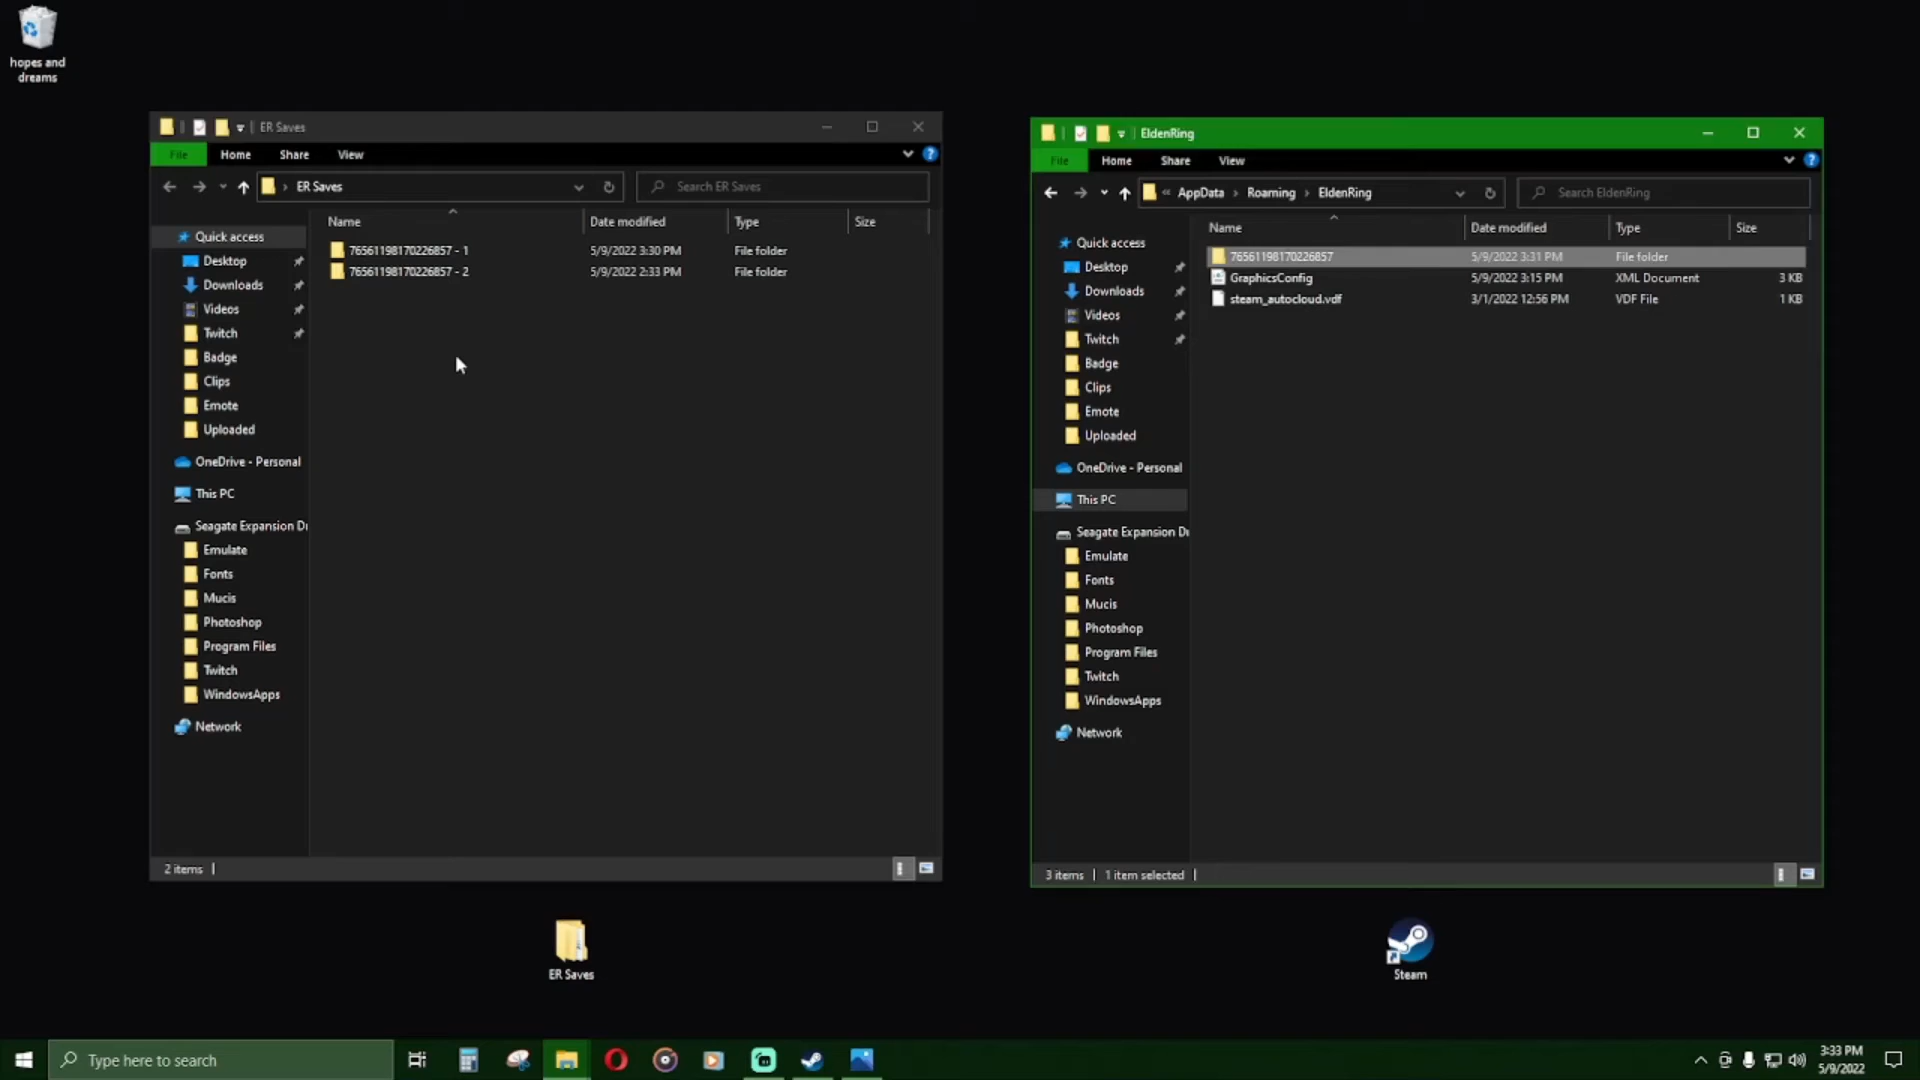 hopes and
dreams
ER Saves
File Home Share View
ER Saves
Search ER Saves
Name Date modified Type Size
76561198170226857 - 1 5/9/2022 3:30 PM File folder
76561198170226857 - 2 5/9/2022 2:33 PM File folder
Quick access
Desktop
Downloads
Videos
Twitch
Badge
Clips
Emote
Uploaded
OneDrive - Personal
This PC
Seagate Expansion Dr
Emulate
Fonts
Mucis
Photoshop
Program Files
Twitch
WindowsApps
Network
2 items
EldenRing
File Home Share View
« AppData › Roaming › EldenRing
Search EldenRing
Name Date modified Type Size
76561198170226857 5/9/2022 3:31 PM File folder
GraphicsConfig 5/9/2022 3:15 PM XML Document 3 KB
steam_autocloud.vdf 3/1/2022 12:56 PM VDF File 1 KB
Quick access
Desktop
Downloads
Videos
Twitch
Badge
Clips
Emote
Uploaded
OneDrive - Personal
This PC
Seagate Expansion Dr
Emulate
Fonts
Mucis
Photoshop
Program Files
Twitch
WindowsApps
Network
3 items 1 item selected
ER Saves
Steam
Type here to search
3:33 PM
5/9/2022